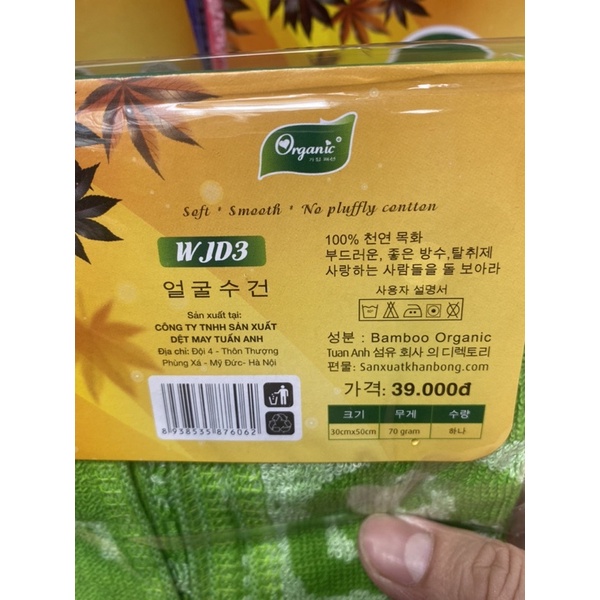 Organic
Soft * Smooth * No pluffly contton
WJD3
얼굴수건
Sản xuất tại:
CÔNG TY TNHH SẢN XUẤT
DỆT MAY TUẤN ANH
Địa chỉ: Đội 4 - Thôn Thượng
Phùng Xá - Mỹ Đức- Hà Nội
8 938535 876062
100% 천연 목화
부드러운, 좋은 방수,탈취제
사랑하는 사람들을 돌 보아라
사용자 설명서
성분 : Bamboo Organic
Tuan Anh 섬유 회사 의 디렉토리
편물: Sanxuatkhanbong.com
가격: 39.000đ
크기 무게 수량
30cmx50cm 70 gram 하나